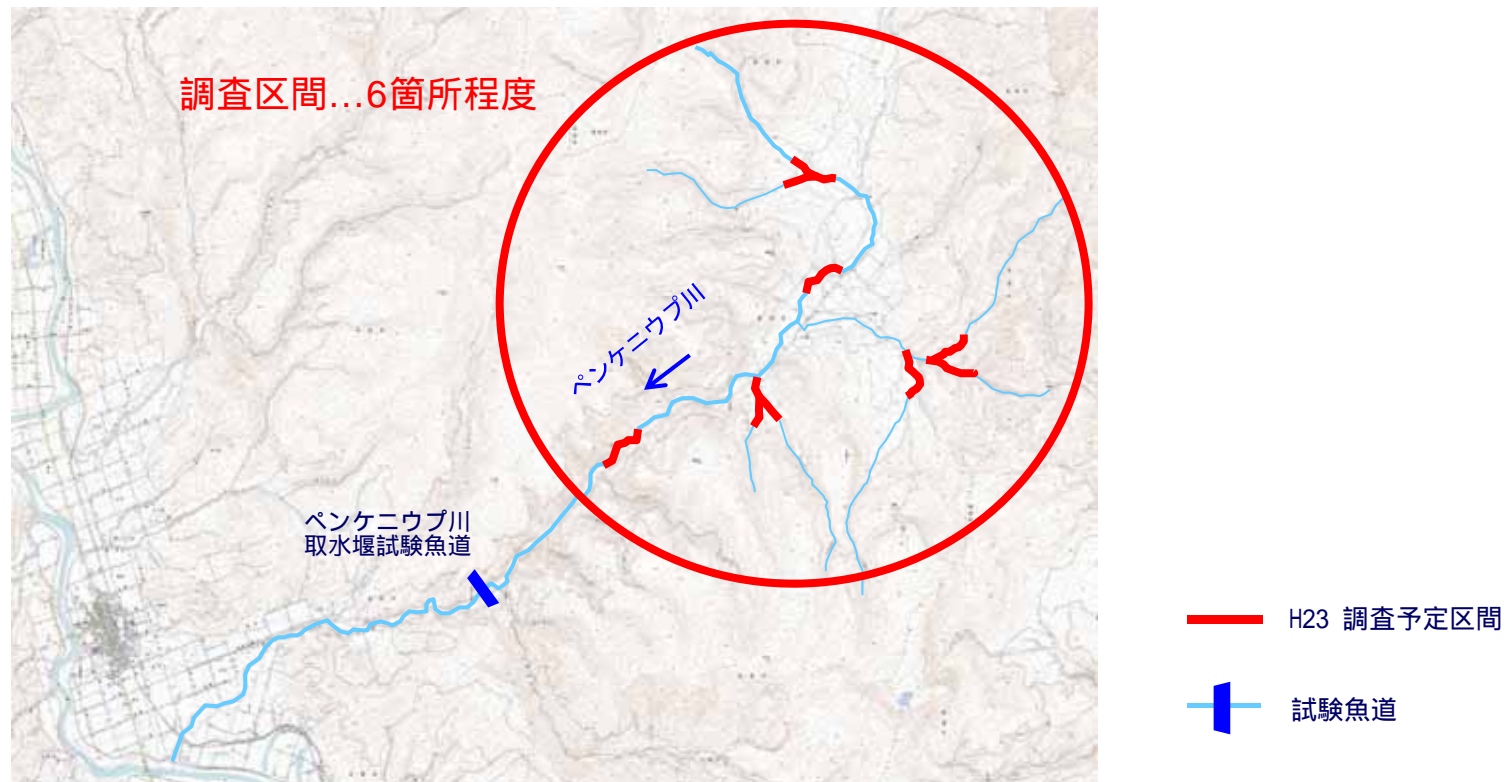 調査区間…6箇所程度
ペンケニウプ川
ペンケニウプ川
取水堰試験魚道
H23 調査予定区間
試験魚道